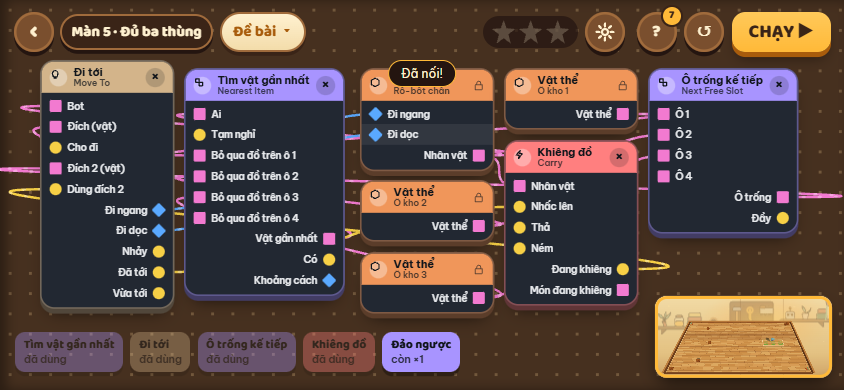 Màn 5 · Đủ ba thùng
Đề bài
?
7
CHẠY
Đi tới
Move To
Bot
Đích (vật)
Chờ đi
Đích 2 (vật)
Dùng đích 2
Đi ngang
Đi dọc
Nhảy
Đã tới
Vừa tới
Tìm vật gần nhất
Nearest Item
Ai
Tạm nghỉ
Bỏ qua đồ trên ô 1
Bỏ qua đồ trên ô 2
Bỏ qua đồ trên ô 3
Bỏ qua đồ trên ô 4
Vật gần nhất
Có
Khoảng cách
Đã nối!
Rô-bốt chân
Đi ngang
Đi dọc
Nhân vật
Vật thể
Ô kho 2
Vật thể
Vật thể
Ô kho 3
Vật thể
Vật thể
Ô kho 1
Vật thể
Khiêng đồ
Carry
Nhân vật
Nhấc lên
Thả
Ném
Đang khiêng
Món đang khiêng
Ô trống kế tiếp
Next Free Slot
Ô 1
Ô 2
Ô 3
Ô 4
Ô trống
Đầy
Tìm vật gần nhất
đã dùng
Đi tới
đã dùng
Ô trống kế tiếp
đã dùng
Khiêng đồ
đã dùng
Đảo ngược
còn ×1